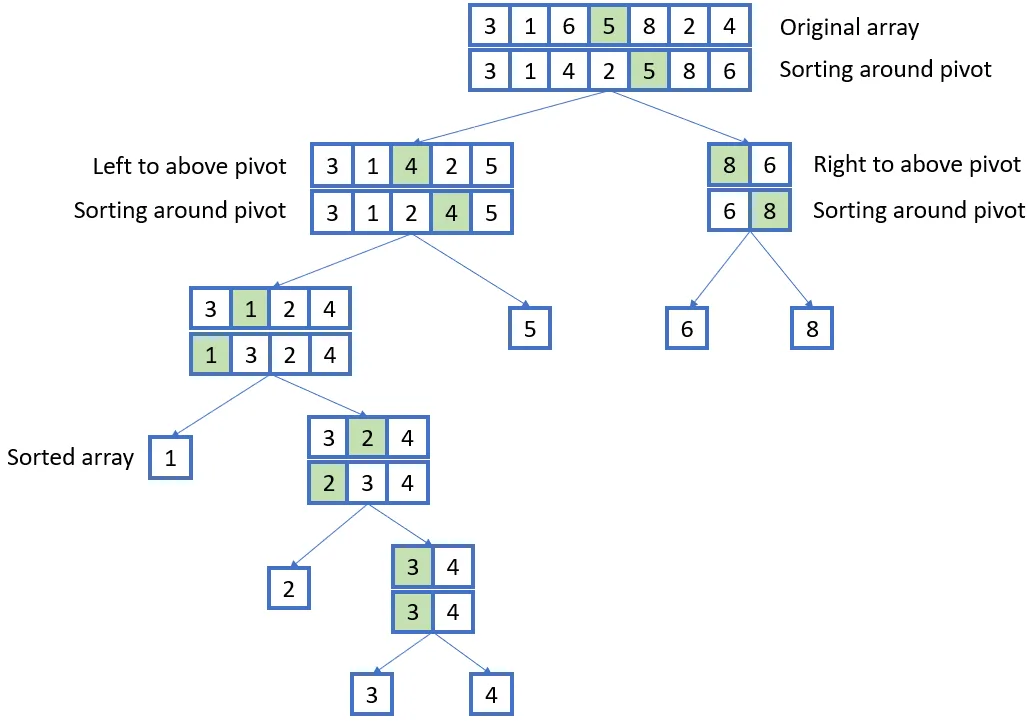 3 1 6 5 8 2 4 Original array
3 1 4 2 5 8 6 Sorting around pivot
Left to above pivot 3 1 4 2 5
Sorting around pivot 3 1 2 4 5
8 6 Right to above pivot
6 8 Sorting around pivot
3 1 2 4
1 3 2 4
5
6
8
Sorted array 1
3 2 4
2 3 4
2
3 4
3 4
3
4